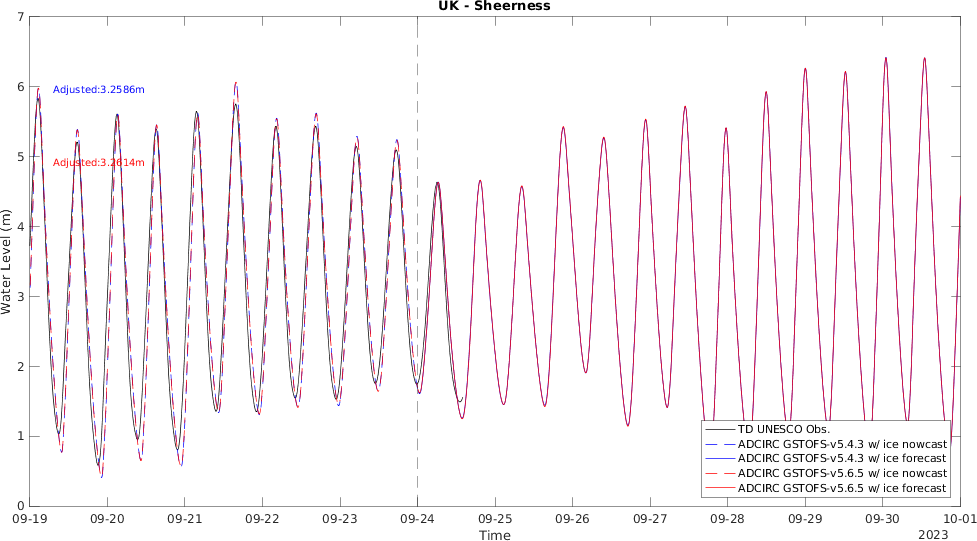 UK - Sheerness
7
6
5
4
3
2
1
0
Water Level (m)
Adjusted:3.2586m
Adjusted:3.2614m
TD UNESCO Obs.
ADCIRC GSTOFS-v5.4.3 w/ ice nowcast
ADCIRC GSTOFS-v5.4.3 w/ ice forecast
ADCIRC GSTOFS-v5.6.5 w/ ice nowcast
ADCIRC GSTOFS-v5.6.5 w/ ice forecast
09-19 09-20 09-21 09-22 09-23 09-24 09-25 09-26 09-27 09-28 09-29 09-30 10-01
Time
2023